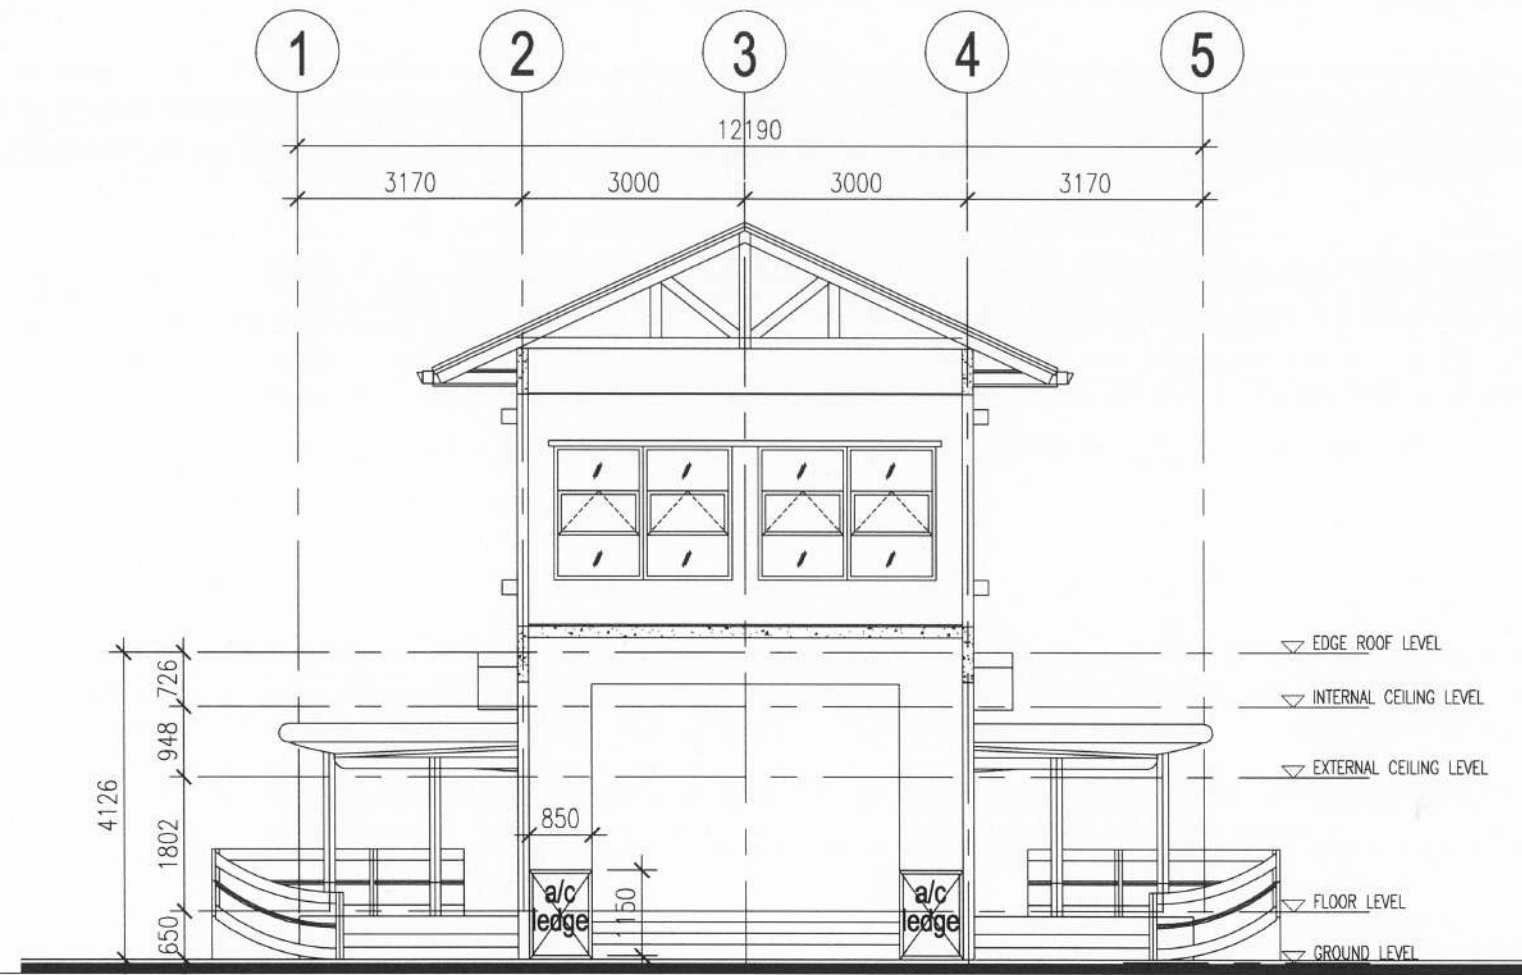 1 2 3 4 5
12190
3170 3000 3000 3170
EDGE ROOF LEVEL
726
INTERNAL CEILING LEVEL
948
EXTERNAL CEILING LEVEL
4126
850
1802
a/c a/c
ledge ledge
1150
FLOOR LEVEL
650
GROUND LEVEL